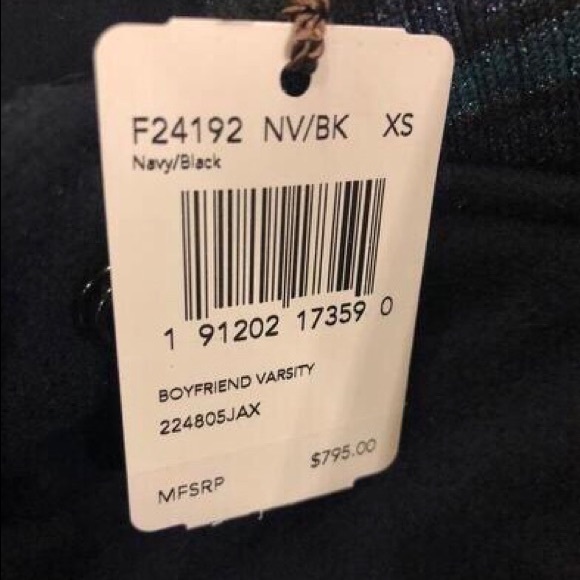 F24192 NV/BK XS
Navy/Black
1 91202 17359 0
BOYFRIEND VARSITY
224805JAX
$795.00
MFSRP